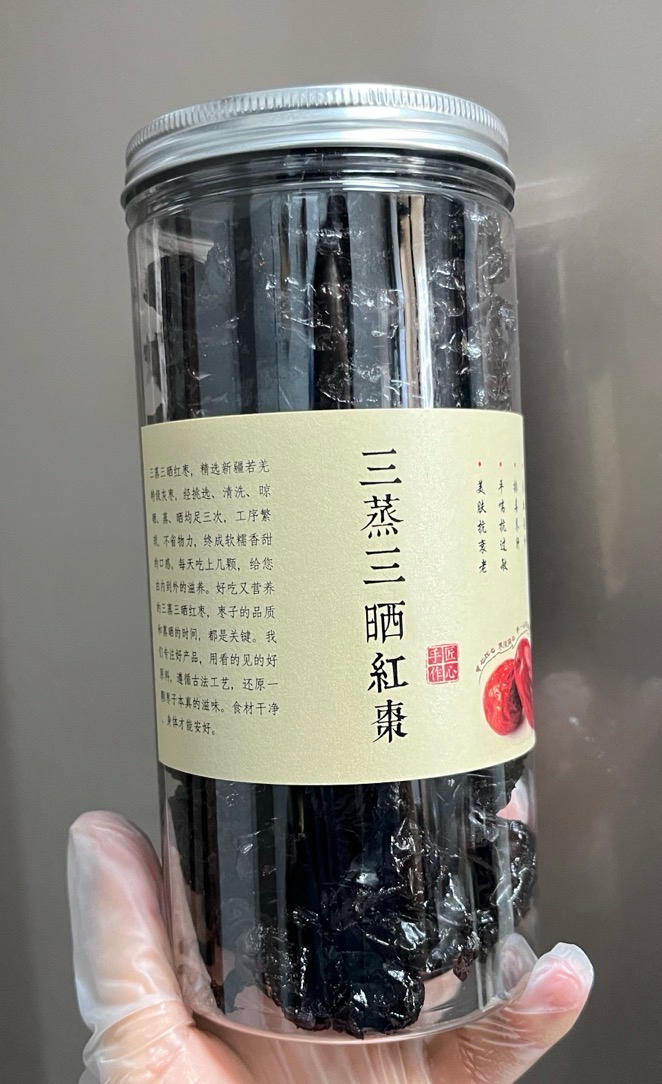 三蒸三晒红枣，精选新疆若羌
特级灰枣，经挑选、清洗、晾
晒、蒸、晒均足三次，工序繁
琐，不省物力，终成软糯香甜
的口感。每天吃上几颗，给您
由内到外的滋养。好吃又营养
的三蒸三晒红枣，枣子的品质
和蒸晒的时间，都是关键。我
们专注好产品，用看的见的好
原料，遵循古法工艺，还原一
颗枣子本真的滋味。食材干净
，身体才能安好。
三蒸三晒紅棗
匠心
手作
平喘抗过敏
美肤抗衰老